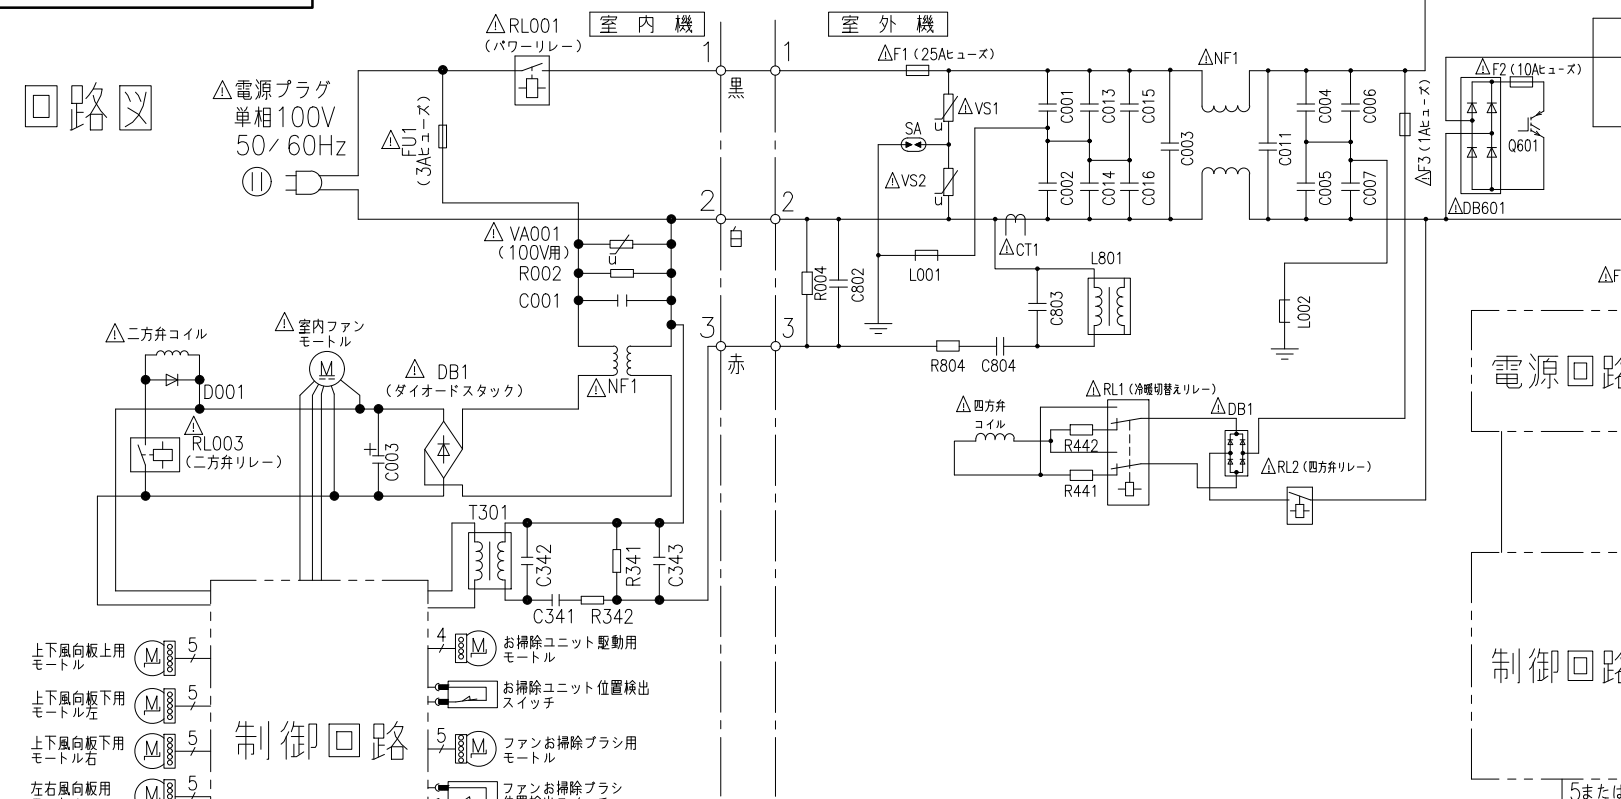 回路図
⚠電源プラグ
単相100V
50/60Hz
⚠RL001
(パワーリレー)
室内機
室外機
1
1
黒
⚠FU1
(3Aヒューズ)
2
2
白
⚠VA001
(100V用)
R002
C001
3
3
赤
⚠NF1
⚠二方弁コイル
D001
⚠RL003
(二方弁リレー)
⚠室内ファン
モートル
M
C003
⚠DB1
(ダイオードスタック)
T301
C342
R341
C343
C341
R342
上下風向板上用
モートル
M
5
上下風向板下用
モートル左
M
5
上下風向板下用
モートル右
M
5
左右風向板用
M
5
制御回路
4
M
お掃除ユニット駆動用
モートル
お掃除ユニット位置検出
スイッチ
5
M
ファンお掃除ブラシ用
モートル
ファンお掃除ブラシ
⚠F1(25Aヒューズ)
⚠VS1
SA
⚠VS2
C001
C013
C015
C002
C014
C016
C003
⚠NF1
C011
C004
C006
C005
C007
⚠F3(1Aヒューズ)
⚠F2(10Aヒューズ)
Q601
⚠DB601
R004
C802
L001
⚠CT1
L801
C803
R804
C804
L002
⚠F
⚠四方弁
コイル
⚠RL1(冷暖切替えリレー)
R442
R441
⚠DB1
⚠RL2(四方弁リレー)
電源回路
制御回路
5または